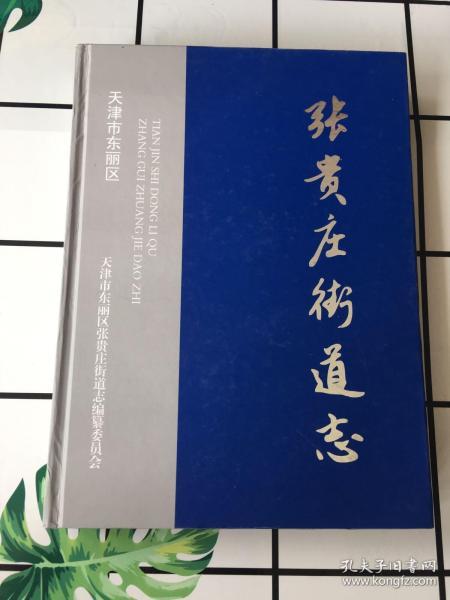 张贵庄街道志
TIAN JIN SHI DONG LI QU
ZHANG GUI ZHUANG JIE DAO ZHI
天津市东丽区
天津市东丽区张贵庄街道志编纂委员会
孔夫子旧书网
www.kongfz.com